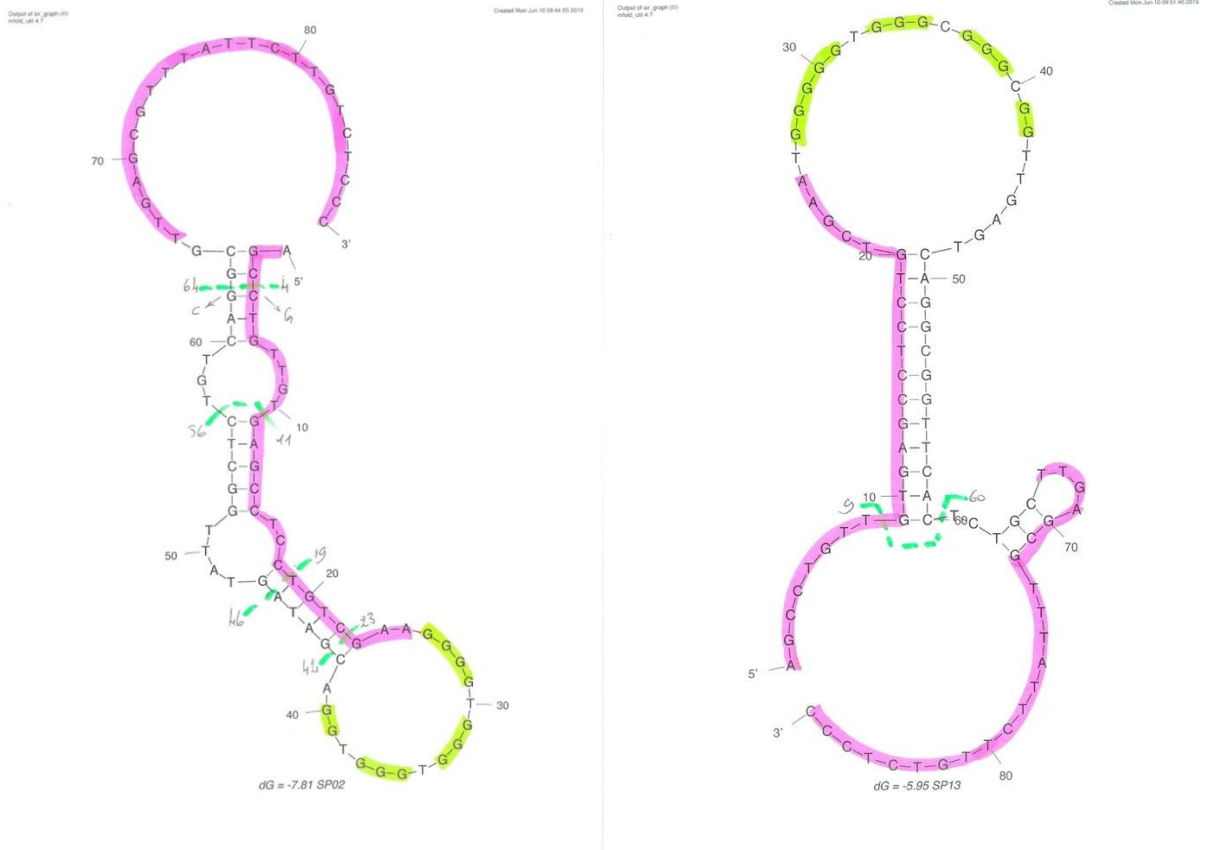 Output of sir_graph (©)
mfold_util 4.7
Created Mon Jun 10 09:44:55 2019
80
70
3'
5'
64
4
C
G
60
10
56
11
50
19
20
46
23
42
40
30
AGCCTGTTGTGAGCCTCCTGTCGAAGGGGTGGGTGGGTGGACGATAGTATTGGCTCTGTCAGGCGTTGAGCGTTTATTCTTGTCTCCC
dG = -7.81 SP02
Output of sir_graph (©)
mfold_util 4.7
Created Mon Jun 10 09:51:46 2019
30
40
20
50
10
9
60
60
70
5'
3'
80
dG = -5.95 SP13